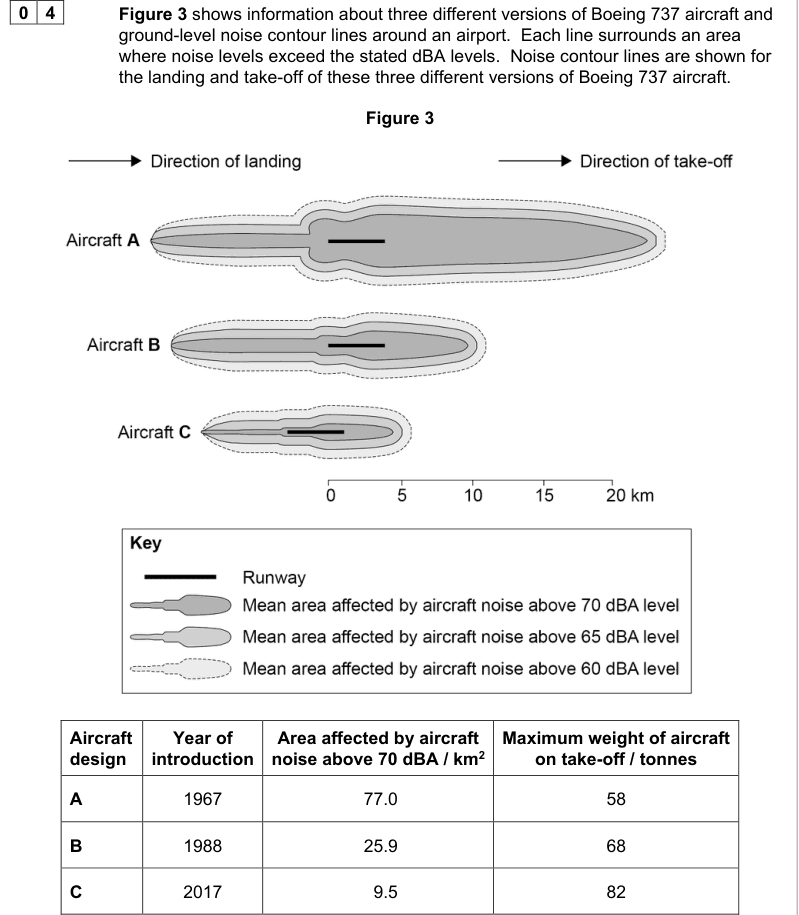 0 4
Figure 3 shows information about three different versions of Boeing 737 aircraft and
ground-level noise contour lines around an airport. Each line surrounds an area
where noise levels exceed the stated dBA levels. Noise contour lines are shown for
the landing and take-off of these three different versions of Boeing 737 aircraft.
Figure 3
Direction of landing
Direction of take-off
Aircraft A
Aircraft B
Aircraft C
0 5 10 15 20 km
Key
Runway
Mean area affected by aircraft noise above 70 dBA level
Mean area affected by aircraft noise above 65 dBA level
Mean area affected by aircraft noise above 60 dBA level
Aircraft design
Year of introduction
Area affected by aircraft noise above 70 dBA / km²
Maximum weight of aircraft on take-off / tonnes
A 1967 77.0 58
B 1988 25.9 68
C 2017 9.5 82